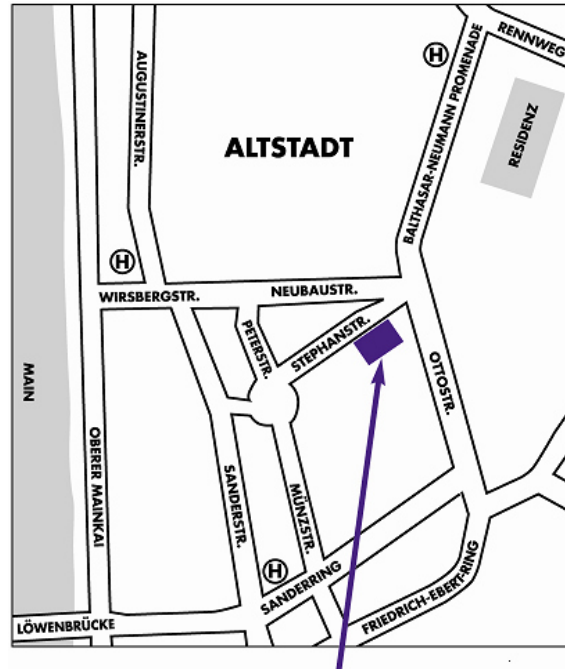 RENNWEG
AUGUSTINERSTR.
H
BALTHASAR-NEUMANN PROMENADE
RESIDENZ
ALTSTADT
H
WIRSBERGSTR.
NEUBAUSTR.
PETERSTR.
STEPHANSTR.
MAIN
OTTOSTR.
OBERER MAINKAI
SANDERSTR.
MÜNZSTR.
H
SANDERRING
FRIEDRICH-EBERT-RING
LÖWENBRÜCKE